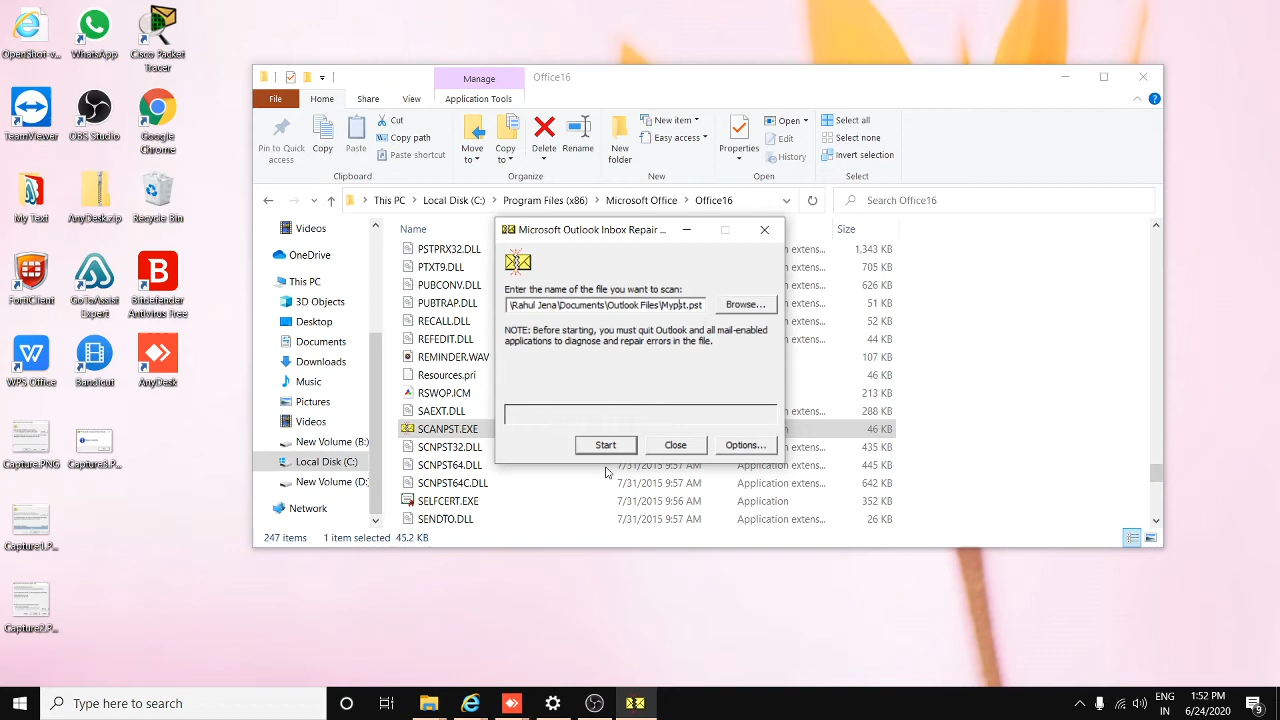 OpenShot-v...
WhatsApp
Cisco Packet
Tracer
TeamViewer
OBS Studio
Google
Chrome
My Text
AnyDesk.zip
Recycle Bin
FortiClient
GoToAssist
Expert
Bitdefender
Antivirus Free
WPS Office
Bandicut
AnyDesk
Capture.PNG
Capture3.P...
Capture1.P...
Capture2.P...
Manage
Office16
File
Home
Share
View
Application Tools
Pin to Quick
access
Copy
Paste
Cut
Copy path
Paste shortcut
Clipboard
Move
to
Copy
to
Delete
Rename
Organize
New
folder
New item
Easy access
New
Properties
Open
Edit
History
Open
Select all
Select none
Invert selection
Select
This PC
Local Disk (C:)
Program Files (x86)
Microsoft Office
Office16
Search Office16
Videos
OneDrive
This PC
3D Objects
Desktop
Documents
Downloads
Music
Pictures
Videos
New Volume (B:)
Local Disk (C:)
New Volume (D:
Network
Name
Size
PSTPRX32.DLL extens... 1,343 KB
PTXT9.DLL extens... 705 KB
PUBCONV.DLL extens... 626 KB
PUBTRAP.DLL extens... 51 KB
RECALL.DLL extens... 52 KB
REFEDIT.DLL extens... 44 KB
REMINDER.WAV 107 KB
Resources.pri 46 KB
RSWOP.ICM 213 KB
SAEXT.DLL extens... 288 KB
SCANPST.EXE 46 KB
SCNPST32.DLL extens... 435 KB
SCNPST64.DLL 7/31/2015 9:57 AM Application extens... 445 KB
SCNPST64C.DLL 7/31/2015 9:57 AM Application extens... 642 KB
SELFCERT.EXE 7/31/2015 9:56 AM Application 352 KB
SENDTO.DLL 7/31/2015 9:57 AM Application extens... 26 KB
247 items 1 item selected 45.2 KB
Microsoft Outlook Inbox Repair ...
Enter the name of the file you want to scan:
\Rahul Jena\Documents\Outlook Files\Mypst.pst
Browse...
NOTE: Before starting, you must quit Outlook and all mail-enabled
applications to diagnose and repair errors in the file.
Start
Close
Options...
Type here to search
ENG
IN
1:52 PM
6/24/2020
9